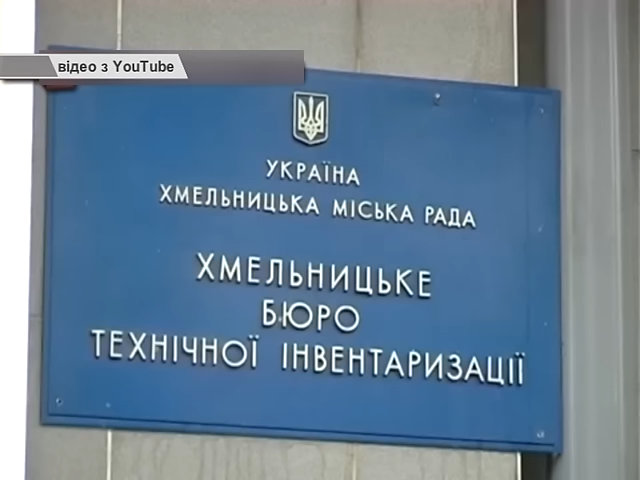 відео з YouTube
УКРАЇНА
ХМЕЛЬНИЦЬКА МІСЬКА РАДА
ХМЕЛЬНИЦЬКЕ
БЮРО
ТЕХНІЧНОЇ ІНВЕНТАРИЗАЦІЇ